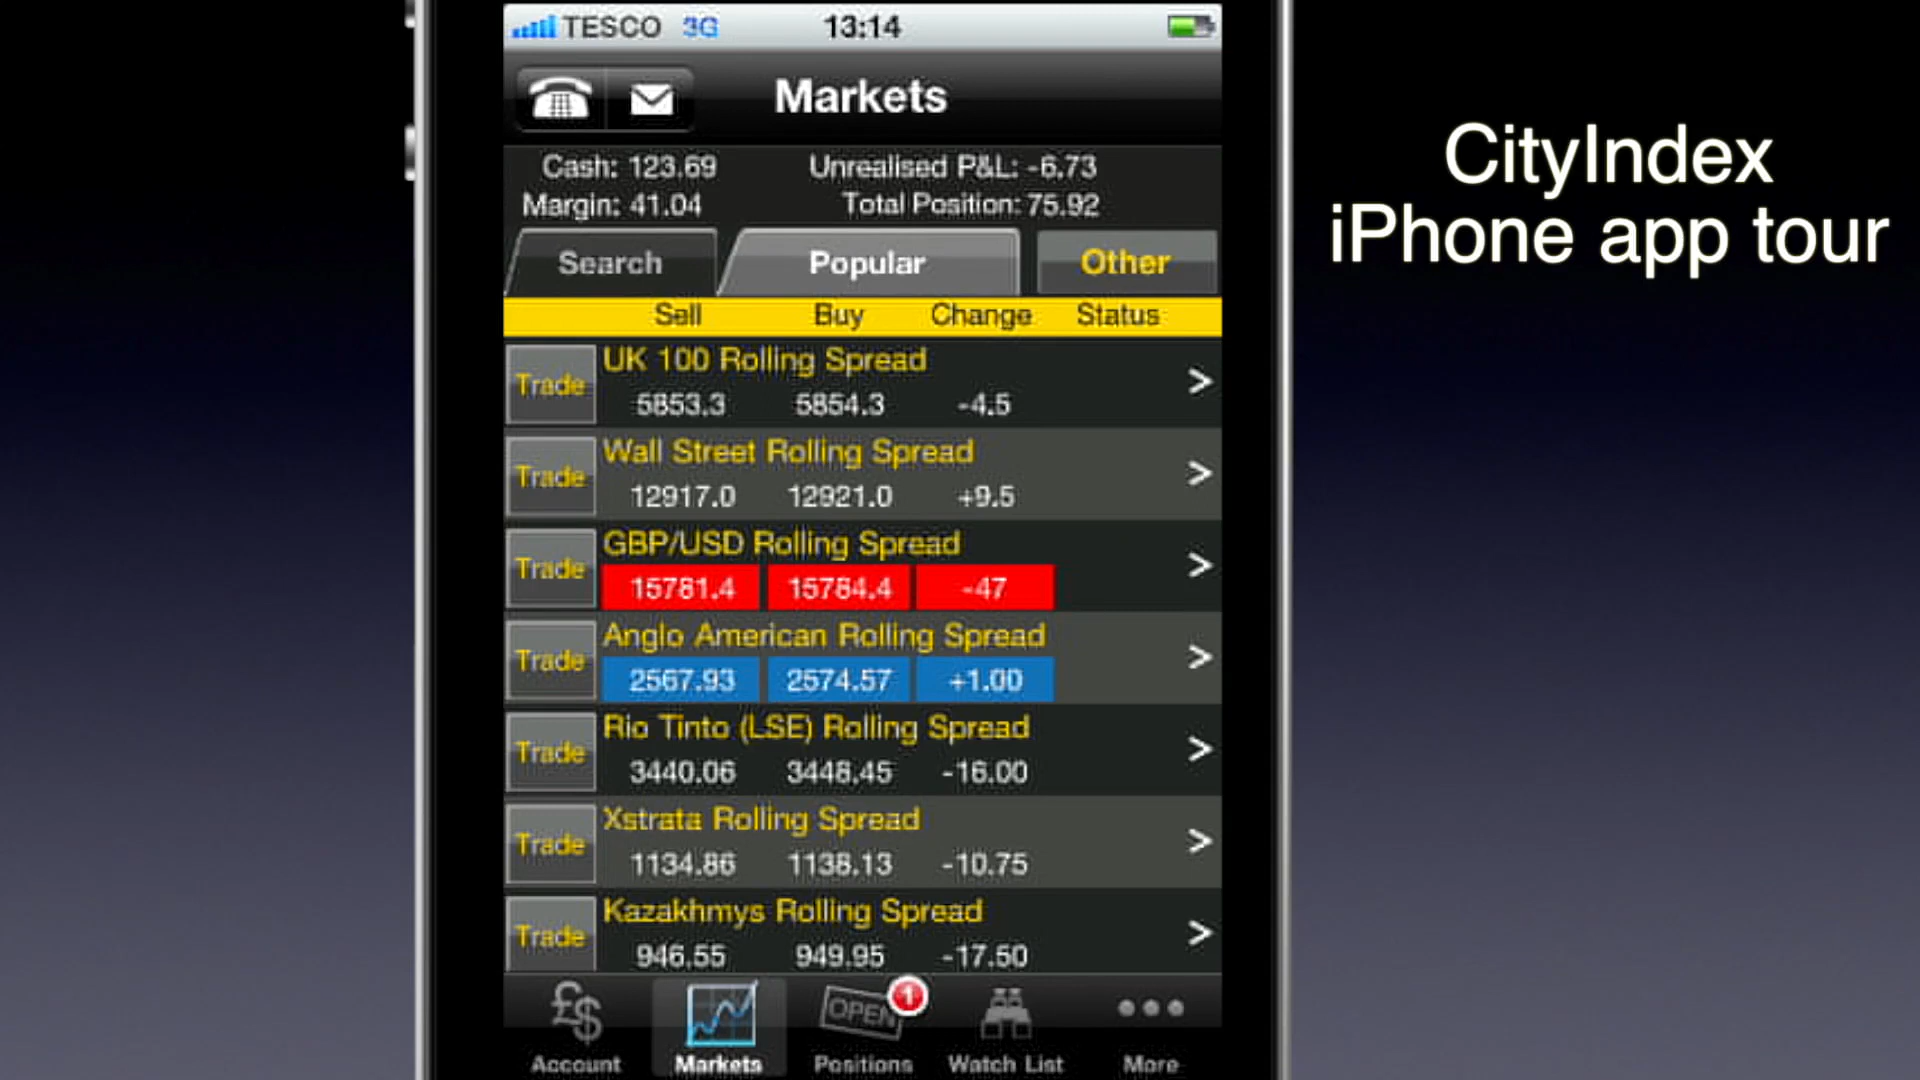 TESCO 3G 13:14
Markets
Cash: 123.69 Unrealised P&L: -6.73
Margin: 41.04 Total Position: 75.92
Search Popular Other
Sell Buy Change Status
Trade UK 100 Rolling Spread >
5853.3 5854.3 -4.5
Trade Wall Street Rolling Spread >
12917.0 12921.0 +9.5
Trade GBP/USD Rolling Spread >
15781.4 15784.4 -47
Trade Anglo American Rolling Spread >
2567.93 2574.57 +1.00
Trade Rio Tinto (LSE) Rolling Spread >
3440.06 3448.45 -16.00
Trade Xstrata Rolling Spread >
1134.86 1138.13 -10.75
Trade Kazakhmys Rolling Spread >
946.55 949.95 -17.50
£$ OPEN 1
Account Markets Positions Watch List More
CityIndex
iPhone app tour